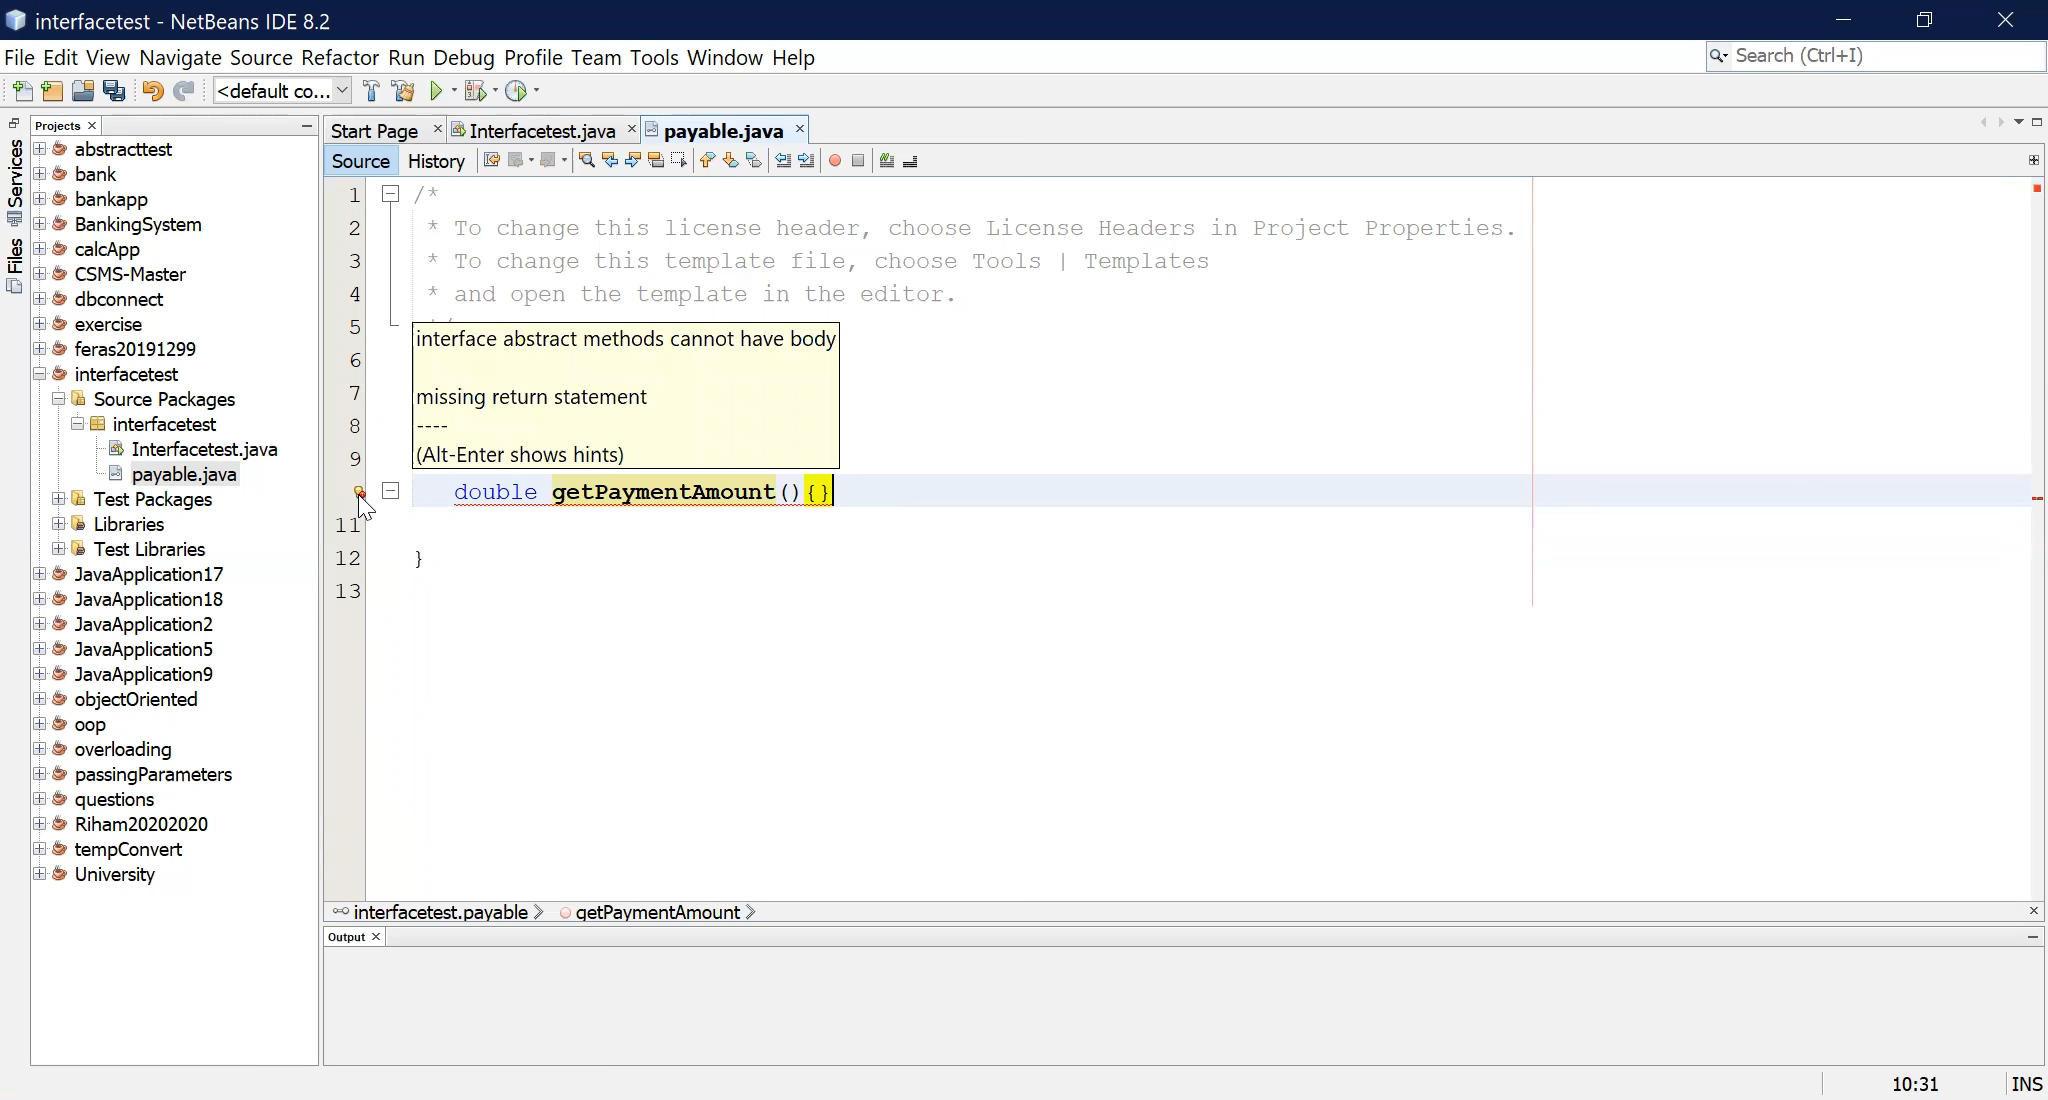 interfacetest - NetBeans IDE 8.2
File Edit View Navigate Source Refactor Run Debug Profile Team Tools Window Help
Search (Ctrl+I)
<default co...
Services
Files
Projects
abstracttest
bank
bankapp
BankingSystem
calcApp
CSMS-Master
dbconnect
exercise
feras20191299
interfacetest
Source Packages
interfacetest
Interfacetest.java
payable.java
Test Packages
Libraries
Test Libraries
JavaApplication17
JavaApplication18
JavaApplication2
JavaApplication5
JavaApplication9
objectOriented
oop
overloading
passingParameters
questions
Riham20202020
tempConvert
University
Start Page
Interfacetest.java
payable.java
Source History
1 /*
2 * To change this license header, choose License Headers in Project Properties.
3 * To change this template file, choose Tools | Templates
4 * and open the template in the editor.
5
6
7
8
9
interface abstract methods cannot have body
missing return statement
----
(Alt-Enter shows hints)
double getPaymentAmount(){}
11
12 }
13
interfacetest.payable getPaymentAmount
Output
10:31 INS